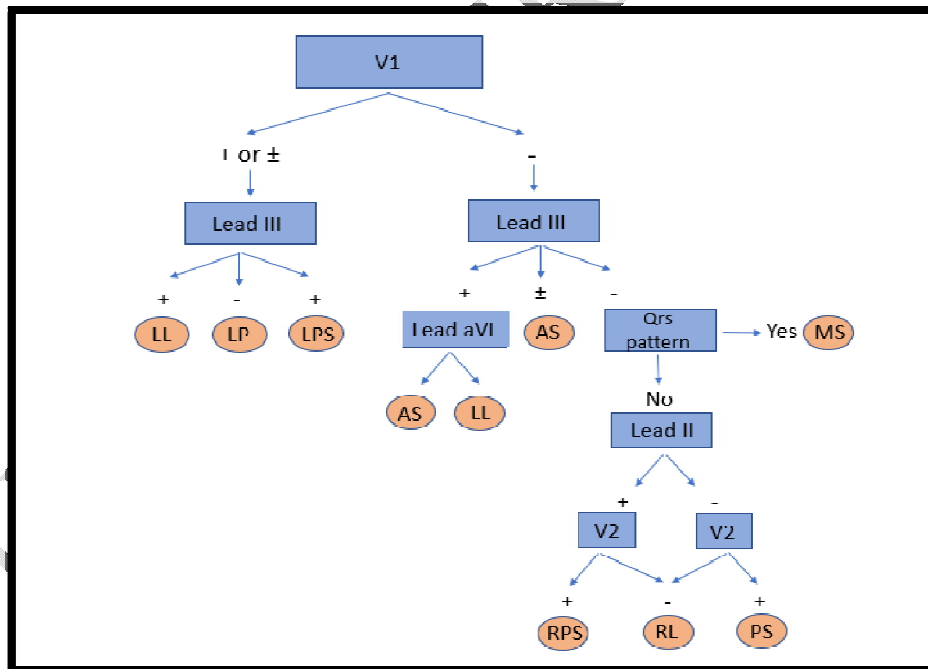 V1
+ or ±
-
Lead III
Lead III
+ - +
LL LP LPS
+ ± -
Lead aVl
AS
Qrs
pattern
Yes
MS
AS LL
No
Lead II
+ -
V2 V2
+ - +
RPS RL PS